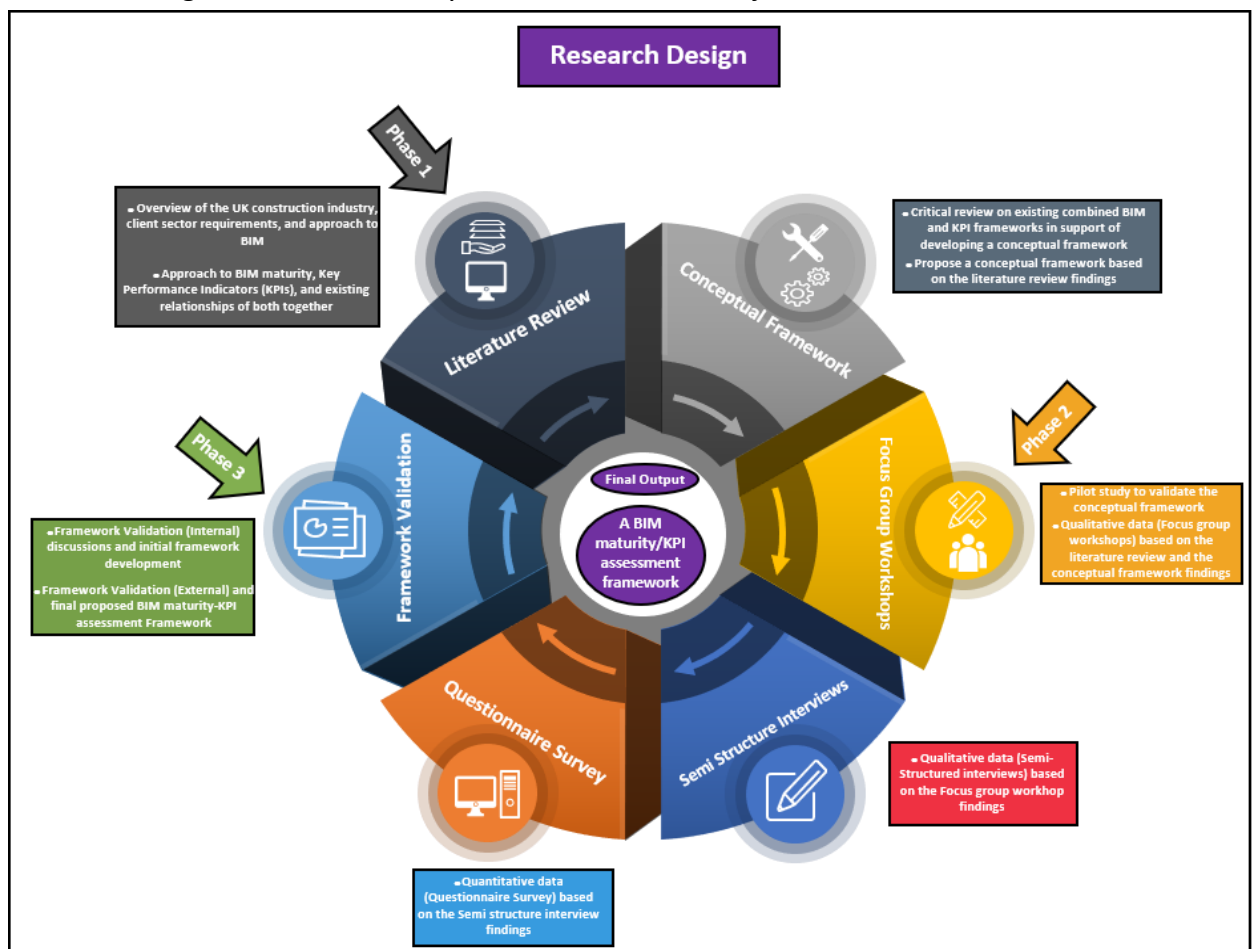 Research Design
Phase 1
▪ Overview of the UK construction industry,
client sector requirements, and approach to
BIM
▪ Approach to BIM maturity, Key
Performance Indicators (KPIs), and existing
relationships of both together
Literature Review
Conceptual Framework
▪ Critical review on existing combined BIM
and KPI frameworks in support of
developing a conceptual framework
▪ Propose a conceptual framework based
on the literature review findings
Phase 2
Focus Group Workshops
▪ Pilot study to validate the
conceptual framework
▪ Qualitative data (Focus group
workshops) based on the
literature review and the
conceptual framework findings
Semi Structure Interviews
▪ Qualitative data (Semi-
Structured interviews) based
on the Focus group workhop
findings
Questionnaire Survey
▪ Quantitative data
(Questionnaire Survey) based
on the Semi structure interview
findings
Phase 3
Framework Validation
▪ Framework Validation (Internal)
discussions and initial framework
development
▪ Framework Validation (External) and
final proposed BIM maturity-KPI
assessment Framework
Final Output
A BIM
maturity/KPI
assessment
framework